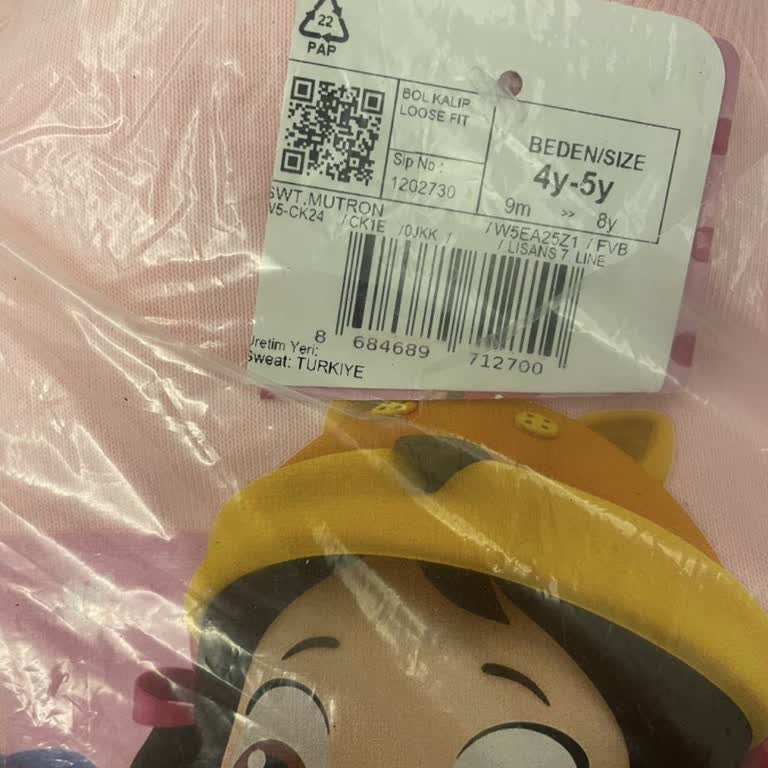 22
PAP
BOL KALIP
LOOSE FIT
Sip No :
1202730
BEDEN/SIZE
4y-5y
9m >> 8y
SWT.MUTRON
W5-CK24 / CK1E /0JKK / /W5EA25Z1 / FVB
/ LISANS 7 LINE
8 684689 712700
Üretim Yeri:
Sweat: TURKIYE